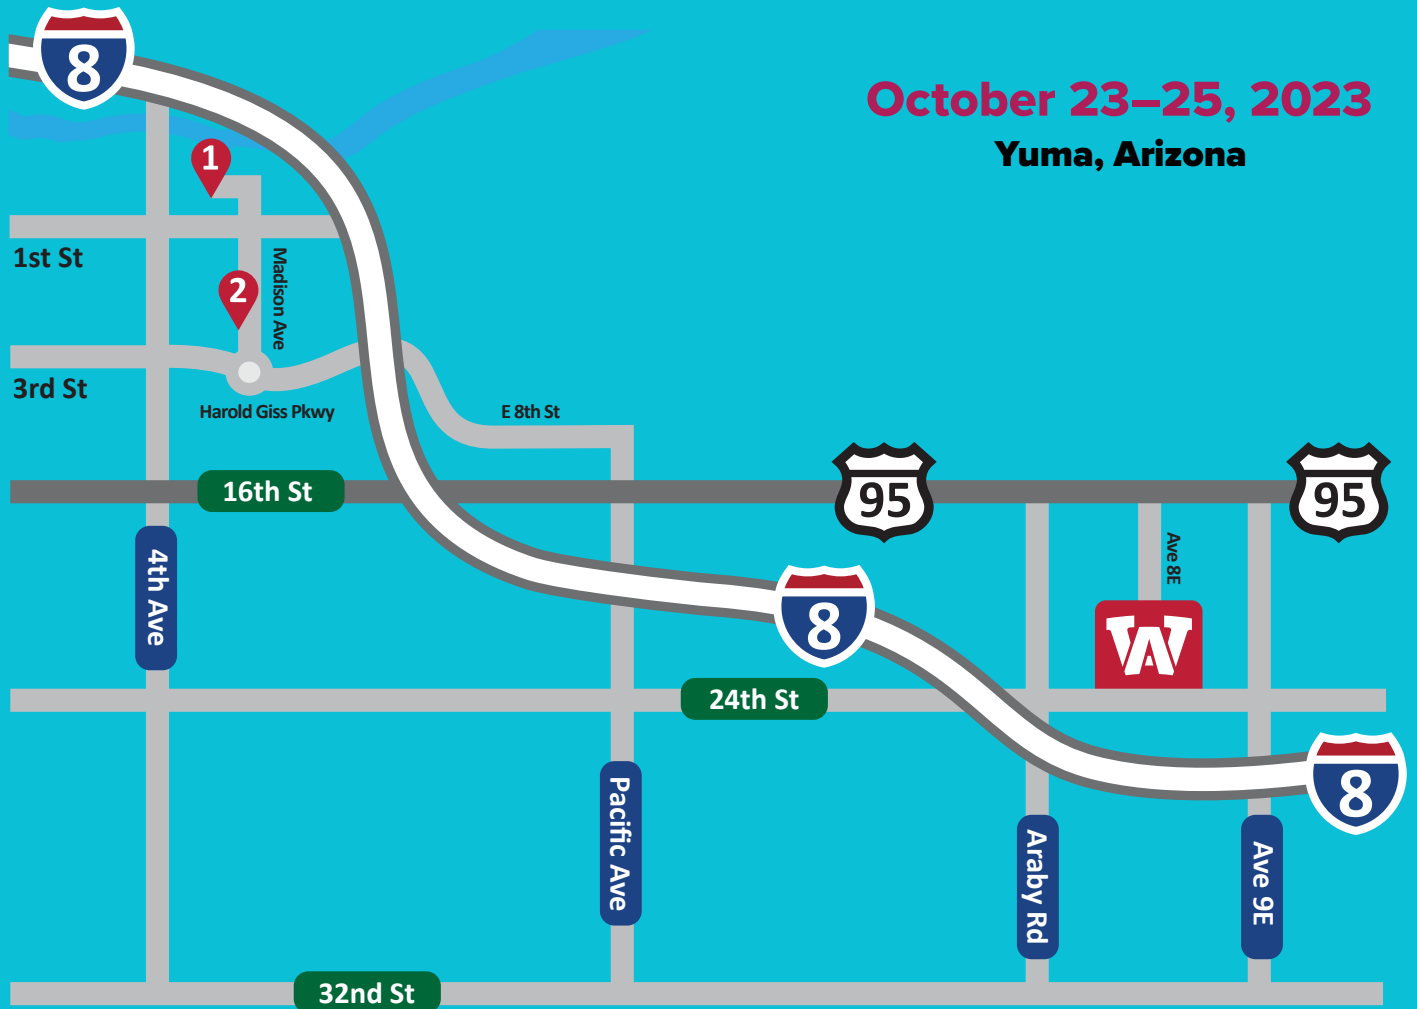 8
October 23–25, 2023
Yuma, Arizona
1
1st St
Madison Ave
2
3rd St
Harold Giss Pkwy
E 8th St
16th St
95
95
4th Ave
Ave 8E
8
AW
24th St
8
Pacific Ave
Araby Rd
Ave 9E
32nd St